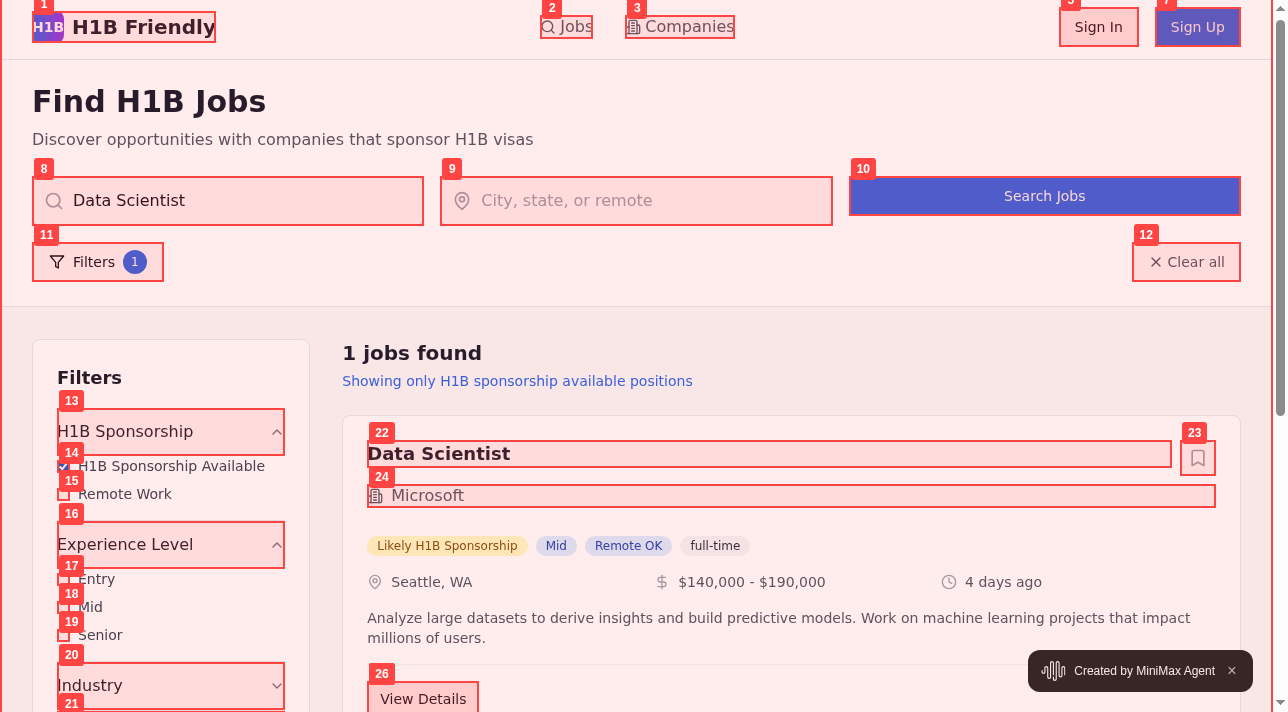 1
2
3
5
7
H1B
H1B Friendly
Jobs
Companies
Sign In
Sign Up
Find H1B Jobs
Discover opportunities with companies that sponsor H1B visas
8
9
10
Data Scientist
City, state, or remote
Search Jobs
11
12
Filters
1
Clear all
Filters
13
H1B Sponsorship
14
H1B Sponsorship Available
15
Remote Work
16
Experience Level
17
Entry
18
Mid
19
Senior
20
Industry
21
1 jobs found
Showing only H1B sponsorship available positions
22
23
Data Scientist
24
Microsoft
Likely H1B Sponsorship
Mid
Remote OK
full-time
Seattle, WA
$140,000 - $190,000
4 days ago
Analyze large datasets to derive insights and build predictive models. Work on machine learning projects that impact
millions of users.
26
View Details
Created by MiniMax Agent